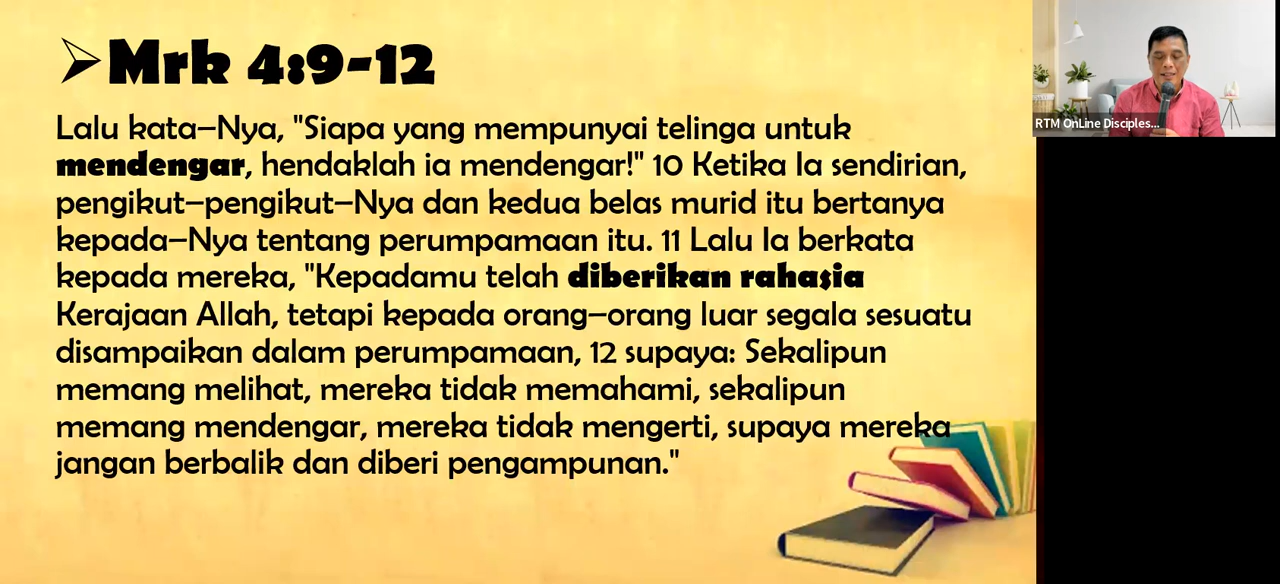 Mrk 4:9-12
Lalu kata–Nya, "Siapa yang mempunyai telinga untuk
mendengar, hendaklah ia mendengar!" 10 Ketika Ia sendirian,
pengikut–pengikut–Nya dan kedua belas murid itu bertanya
kepada–Nya tentang perumpamaan itu. 11 Lalu Ia berkata
kepada mereka, "Kepadamu telah diberikan rahasia
Kerajaan Allah, tetapi kepada orang–orang luar segala sesuatu
disampaikan dalam perumpamaan, 12 supaya: Sekalipun
memang melihat, mereka tidak memahami, sekalipun
memang mendengar, mereka tidak mengerti, supaya mereka
jangan berbalik dan diberi pengampunan."
RTM OnLine Disciples...